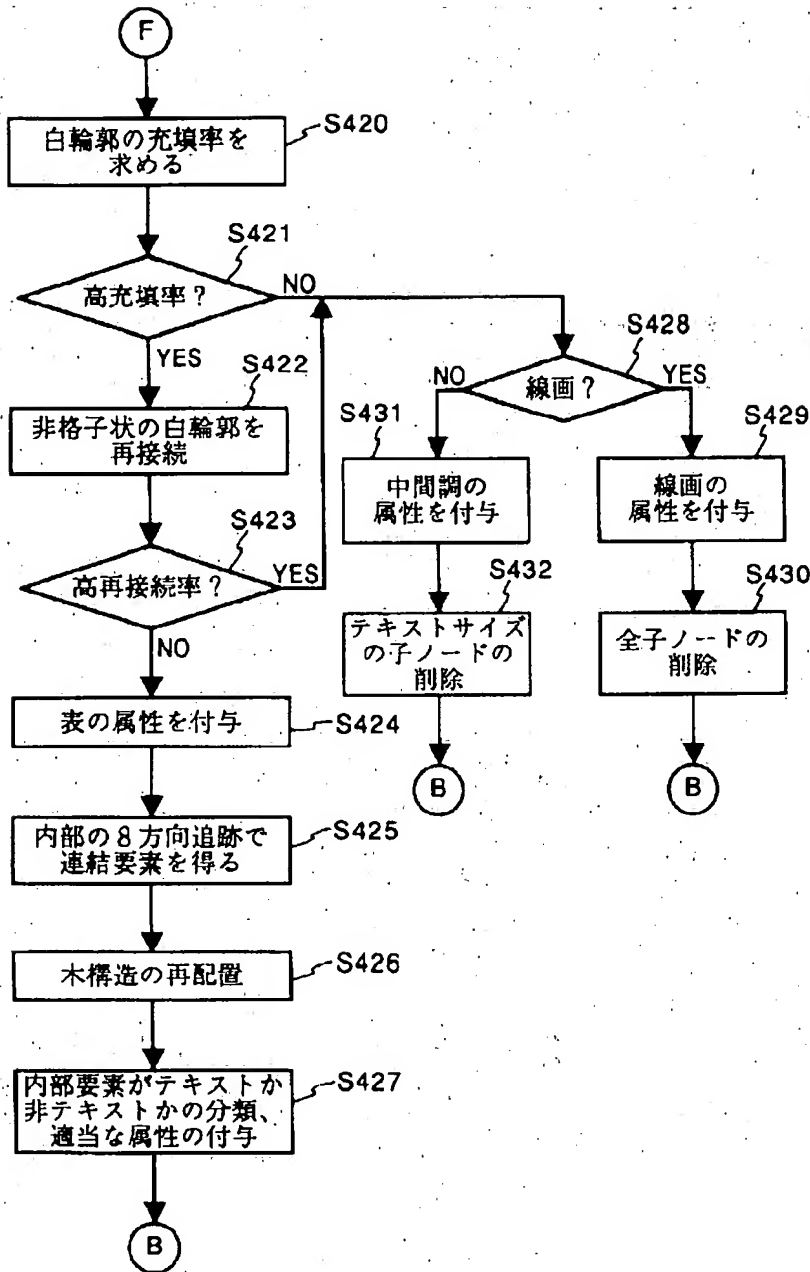 F
白輪郭の充填率を
求める
S420
S421
高充填率?
NO
YES
S422
非格子状の白輪郭を
再接続
S423
高再接続率?
YES
NO
表の属性を付与
S424
内部の8方向追跡で
連結要素を得る
S425
木構造の再配置
S426
内部要素がテキストか
非テキストかの分類、
適当な属性の付与
S427
B
S428
線画?
NO
YES
S431
中間調の
属性を付与
S432
テキストサイズ
の子ノードの
削除
B
S429
線画の
属性を付与
S430
全子ノードの
削除
B